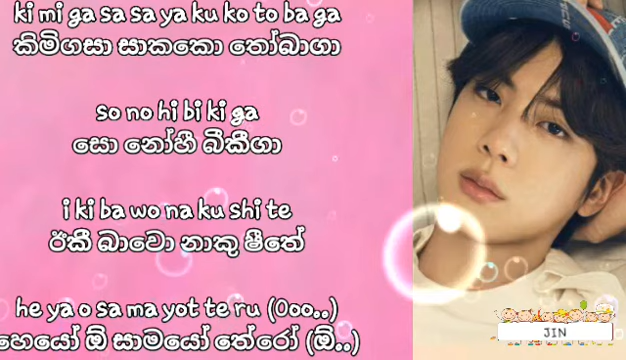 ki mi ga sa sa ya ku ko to ba ga
කිමිගසා සාකකො තෝබාගා
so no hi bi ki ga
සො නෝහී බීකීගා
i ki ba wo na ku shi te
ඊකී බාවො නාකු ෂීතේ
he ya o sa ma yot te ru (Ooo..)
හෙයෝ ඕ සාමයෝ තේරෝ (ඕ..)
JIN